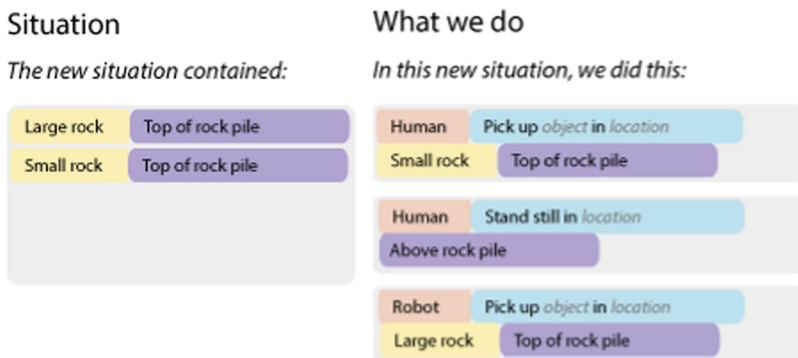 Situation
The new situation contained:
Large rock Top of rock pile
Small rock Top of rock pile
What we do
In this new situation, we did this:
Human Pick up object in location
Small rock Top of rock pile
Human Stand still in location
Above rock pile
Robot Pick up object in location
Large rock Top of rock pile